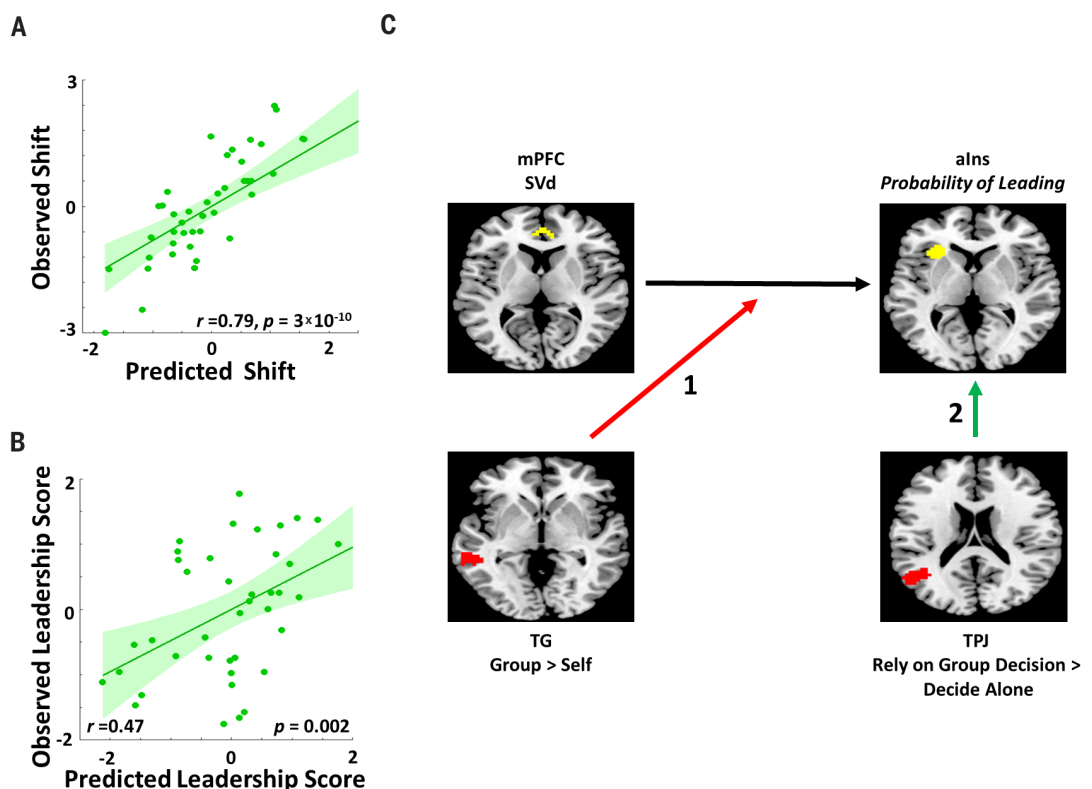 A
3
0
-3
Observed Shift
r=0.79, p = 3×10⁻¹⁰
-2
0
2
Predicted Shift
B
2
0
-2
Observed Leadership Score
r=0.47
p = 0.002
-2
0
2
Predicted Leadership Score
C
mPFC
SVd
aIns
Probability of Leading
1
2
TG
Group > Self
TPJ
Rely on Group Decision >
Decide Alone